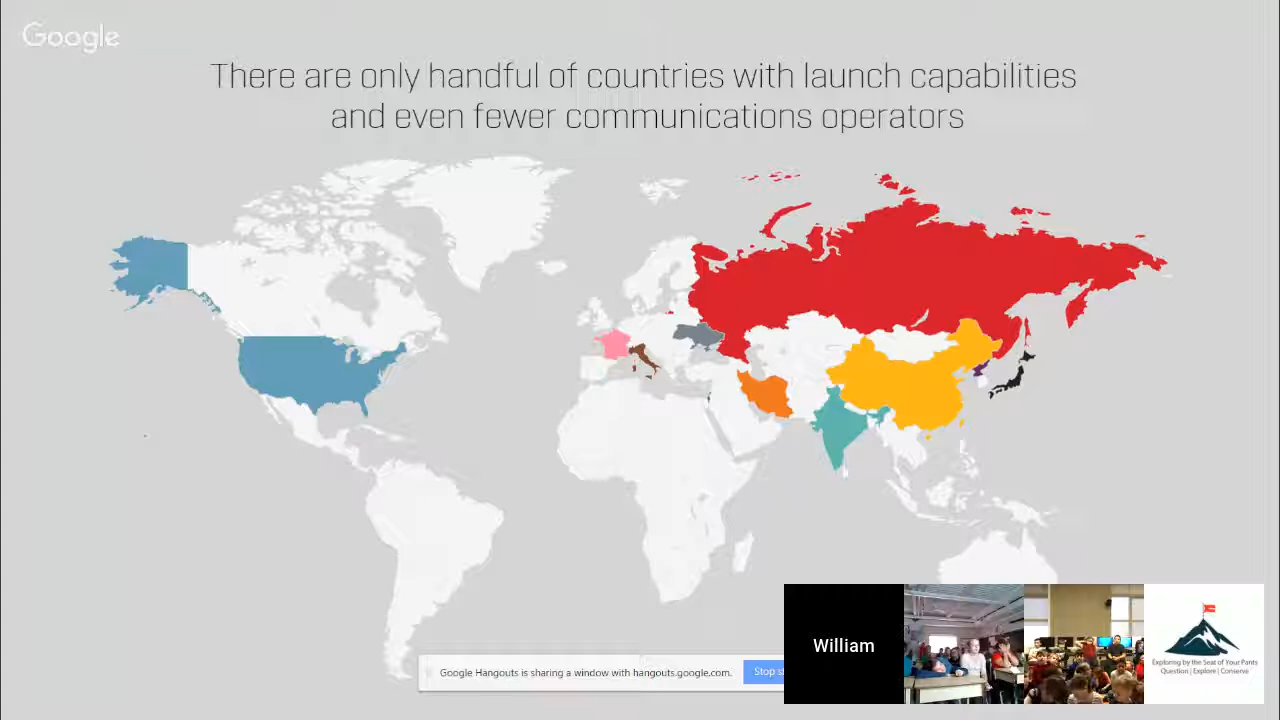 Google
There are only handful of countries with launch capabilities
and even fewer communications operators
Google Hangouts is sharing a window with hangouts.google.com.
Stop
William
Exploring by the Seat of Your Pants
Question | Explore | Conserve